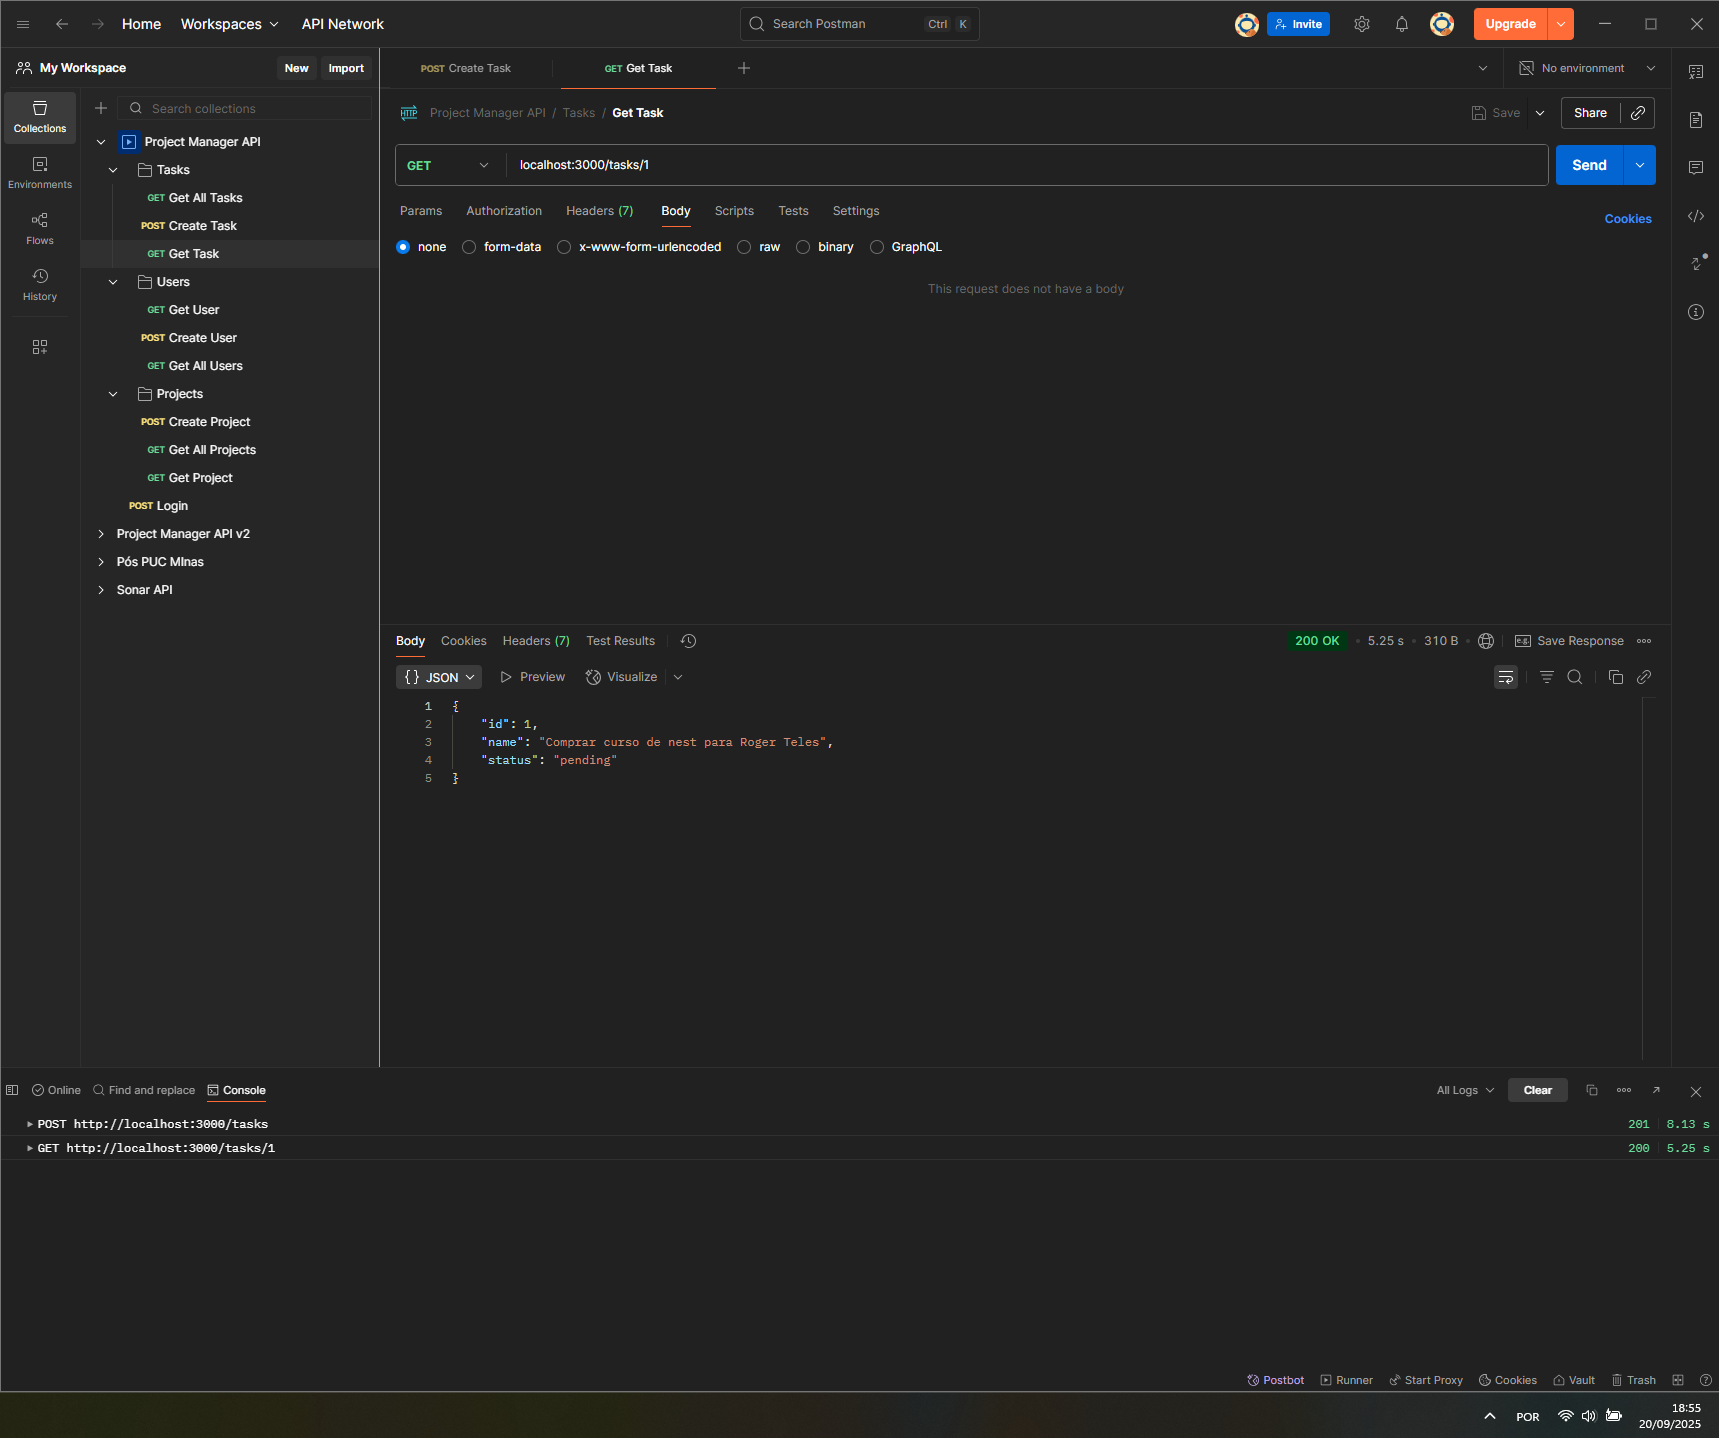 Home Workspaces API Network Search Postman Ctrl K Invite Upgrade
My Workspace New Import POST Create Task GET Get Task No environment
Collections
Environments
Flows
History
Search collections
Project Manager API
Tasks
GET Get All Tasks
POST Create Task
GET Get Task
Users
GET Get User
POST Create User
GET Get All Users
Projects
POST Create Project
GET Get All Projects
GET Get Project
POST Login
Project Manager API v2
Pós PUC MInas
Sonar API
HTTP Project Manager API / Tasks / Get Task Save Share
GET localhost:3000/tasks/1 Send
Params Authorization Headers (7) Body Scripts Tests Settings Cookies
none form-data x-www-form-urlencoded raw binary GraphQL
This request does not have a body
Body Cookies Headers (7) Test Results 200 OK • 5.25 s • 310 B • e.g. Save Response
{} JSON Preview Visualize
1 {
2 "id": 1,
3 "name": "Comprar curso de nest para Roger Teles",
4 "status": "pending"
5 }
Online Find and replace Console All Logs Clear
POST http://localhost:3000/tasks 201 8.13 s
GET http://localhost:3000/tasks/1 200 5.25 s
Postbot Runner Start Proxy Cookies Vault Trash
POR 18:55
20/09/2025